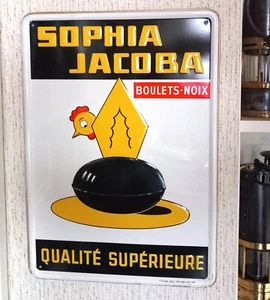 SOPHIA
JACOBA
BOULETS-NOIX
QUALITÉ SUPÉRIEURE